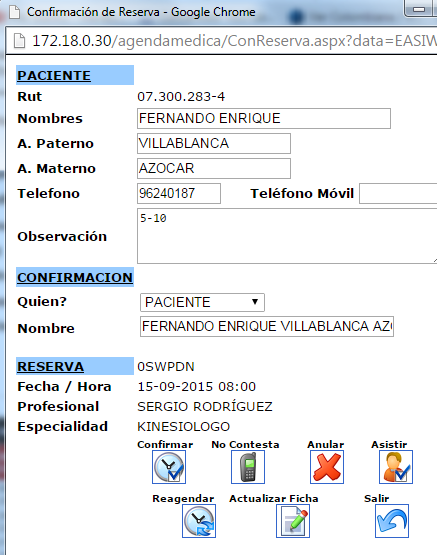 Confirmación de Reserva - Google Chrome
172.18.0.30/agendamedica/ConReserva.aspx?data=EASIW
PACIENTE
Rut 07.300.283-4
Nombres FERNANDO ENRIQUE
A. Paterno VILLABLANCA
A. Materno AZOCAR
Telefono 96240187 Teléfono Móvil
Observación 5-10
CONFIRMACION
Quien? PACIENTE
Nombre FERNANDO ENRIQUE VILLABLANCA AZO
RESERVA 0SWPDN
Fecha / Hora 15-09-2015 08:00
Profesional SERGIO RODRÍGUEZ
Especialidad KINESIOLOGO
Confirmar No Contesta Anular Asistir
Reagendar Actualizar Ficha Salir